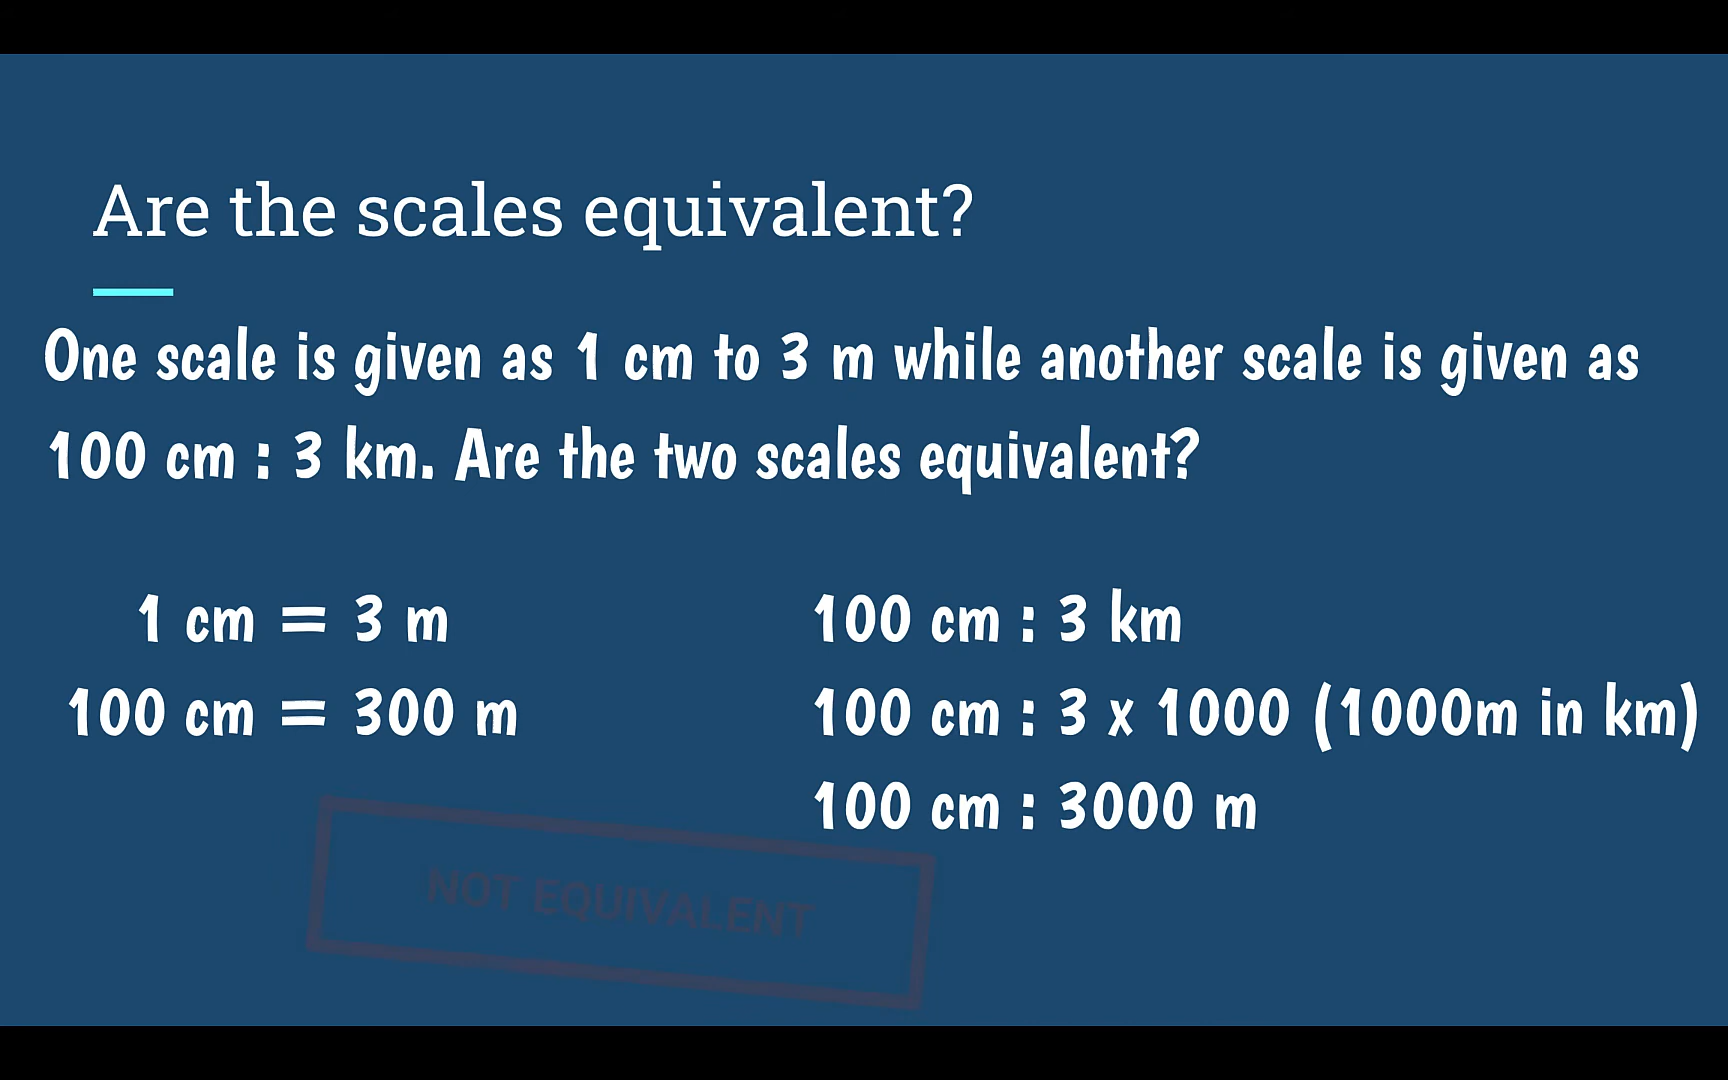 Are the scales equivalent?
One scale is given as 1 cm to 3 m while another scale is given as
100 cm : 3 km. Are the two scales equivalent?
1 cm = 3 m
100 cm = 300 m
100 cm : 3 km
100 cm : 3 x 1000 (1000m in km)
100 cm : 3000 m
NOT EQUIVALENT